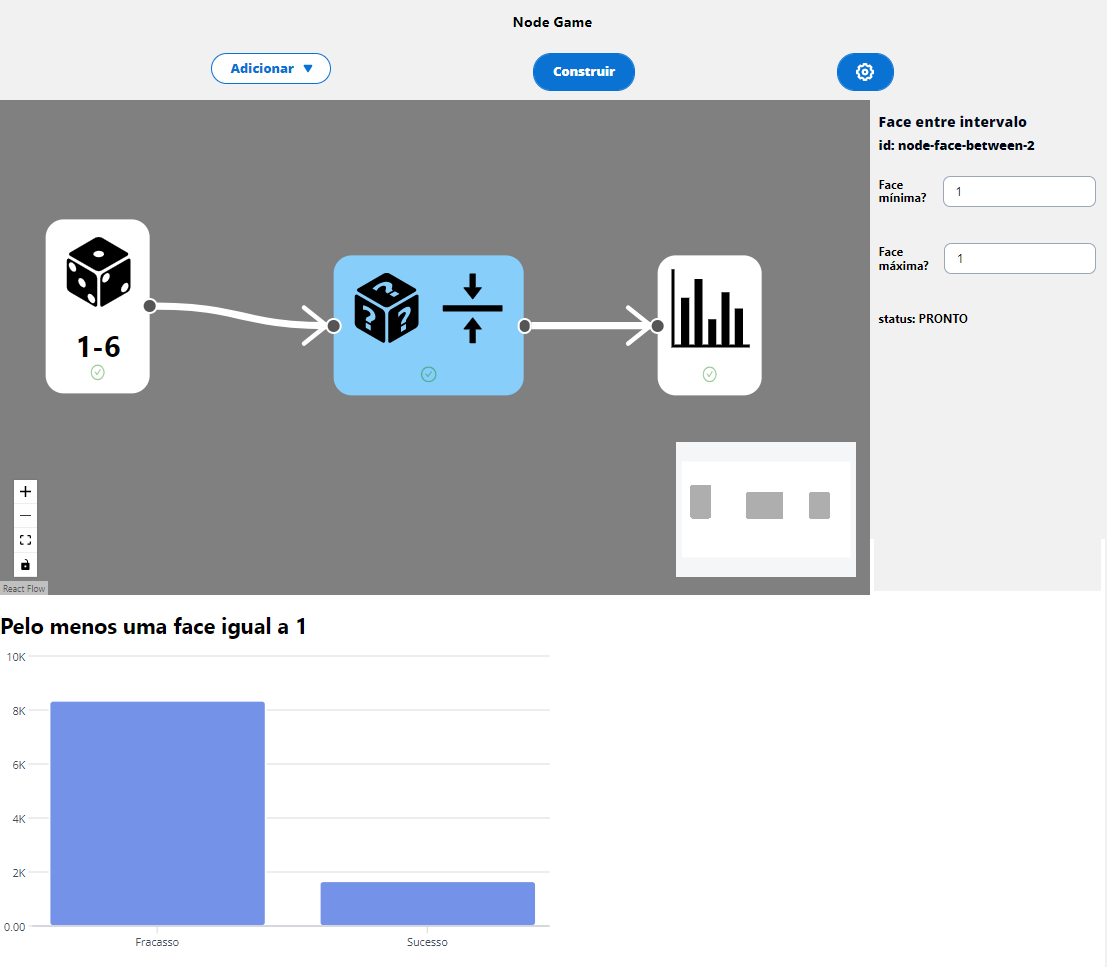 Node Game
Adicionar
Construir
Face entre intervalo
id: node-face-between-2
Face
mínima?
1
Face
máxima?
1
status: PRONTO
1-6
? ? ?
React Flow
Pelo menos uma face igual a 1
10K
8K
6K
4K
2K
0.00
Fracasso
Sucesso